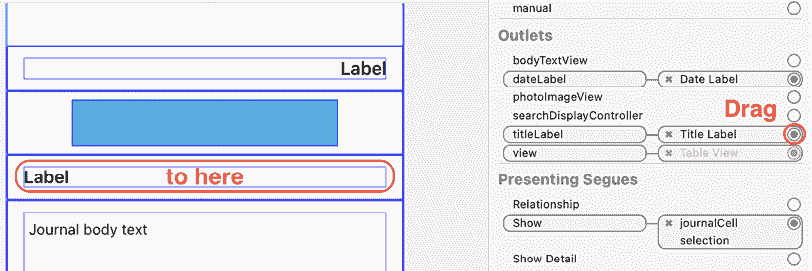 Label
Label
to here
Journal body text
manual
Outlets
bodyTextView
dateLabel
Date Label
photoImageView
searchDisplayController
Drag
titleLabel
Title Label
view
Table View
Presenting Segues
Relationship
Show
journalCell
selection
Show Detail